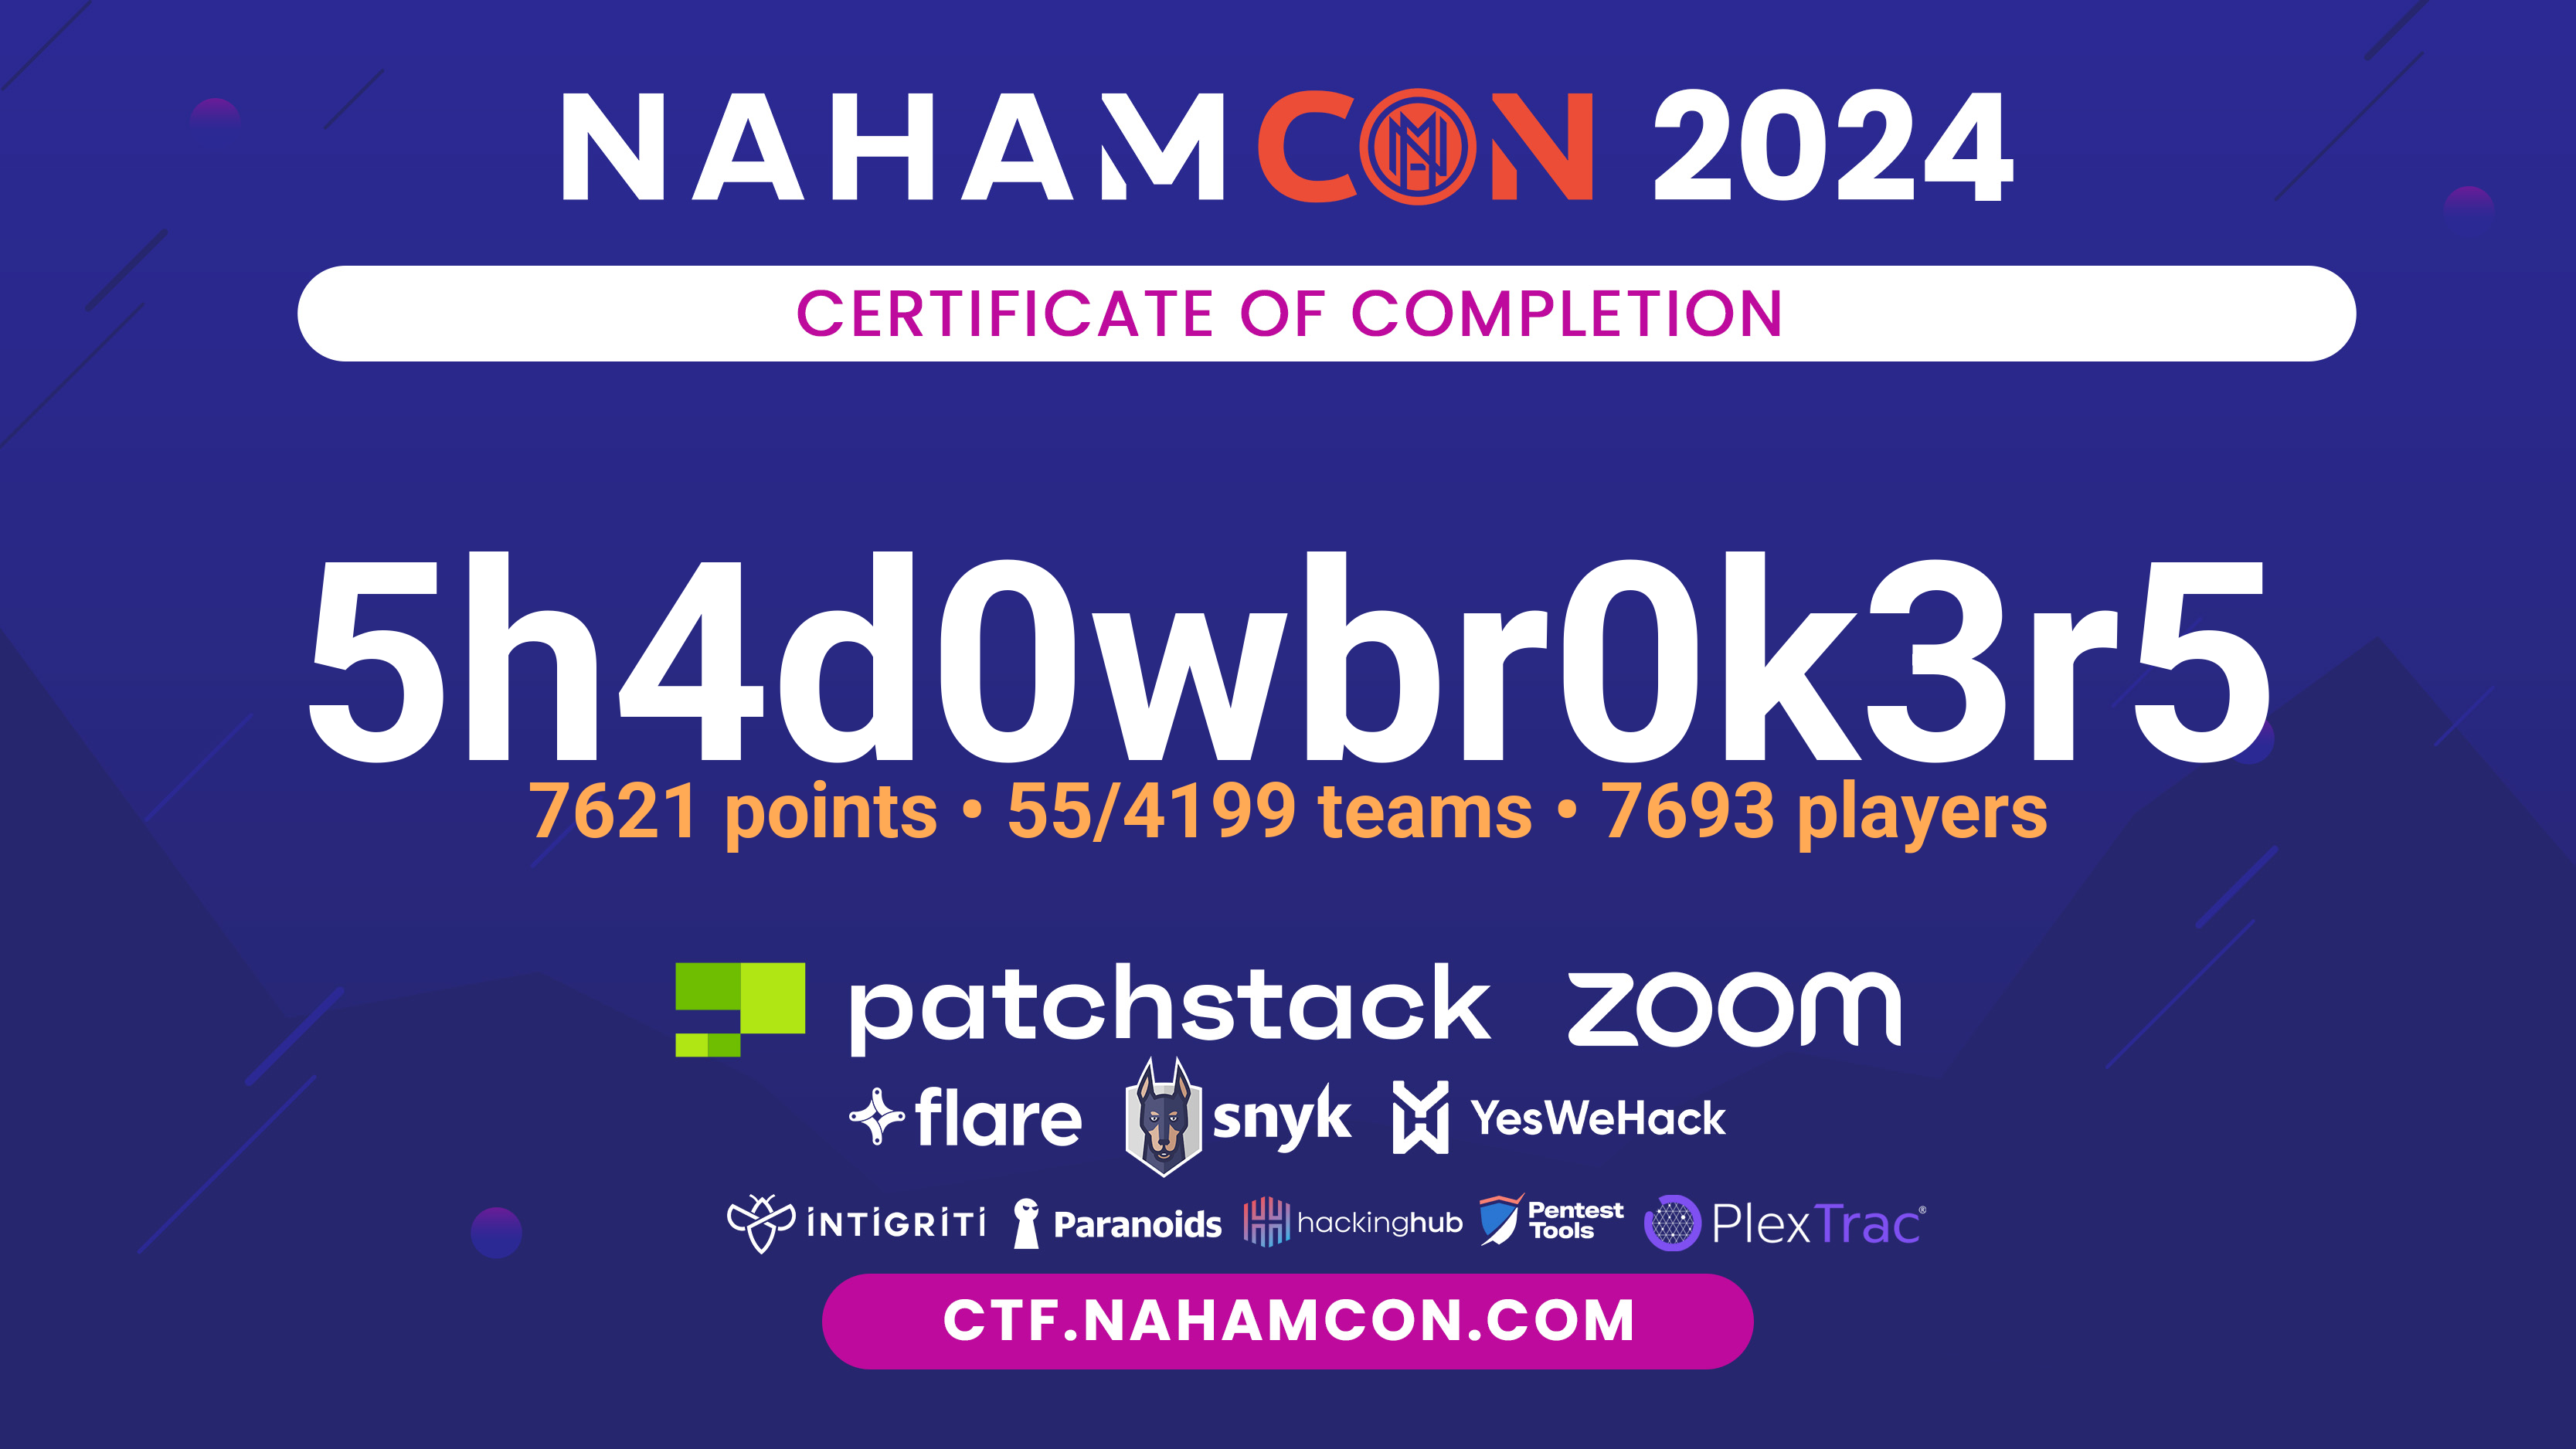 NAHAMCON 2024
CERTIFICATE OF COMPLETION
5h4d0wbr0k3r5
7621 points • 55/4199 teams • 7693 players
patchstack zoom
flare snyk YesWeHack
INTIGRITI Paranoids hackinghub Pentest Tools PlexTrac®
CTF.NAHAMCON.COM